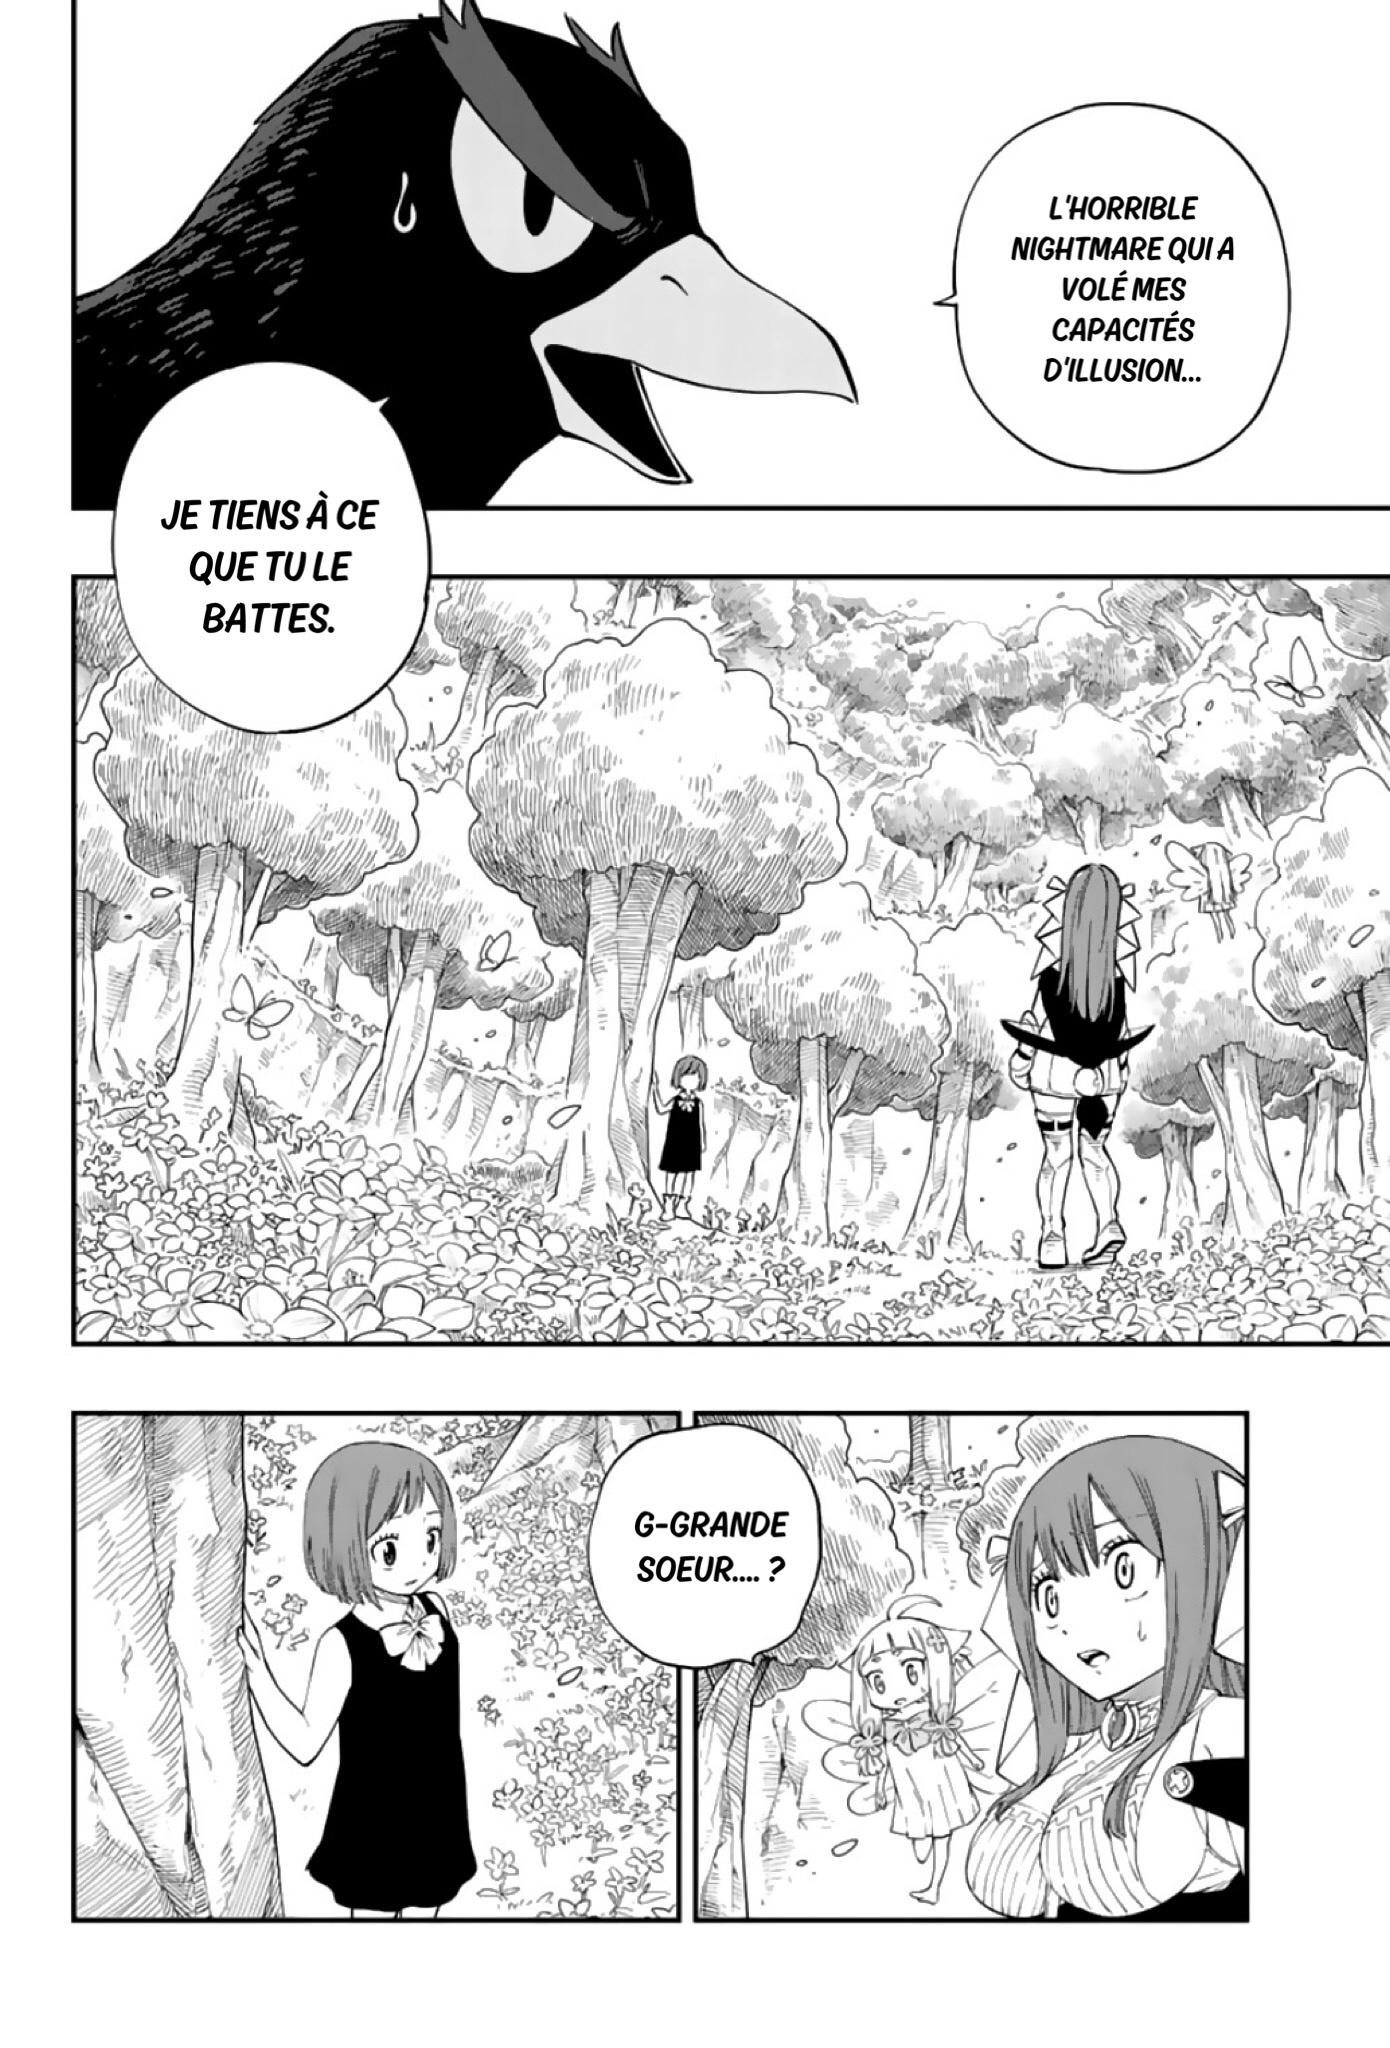 L'HORRIBLE
NIGHTMARE QUI A
VOLÉ MES
CAPACITÉS
D'ILLUSION...
JE TIENS À CE
QUE TU LE
BATTES.
G-GRANDE
SOEUR.... ?